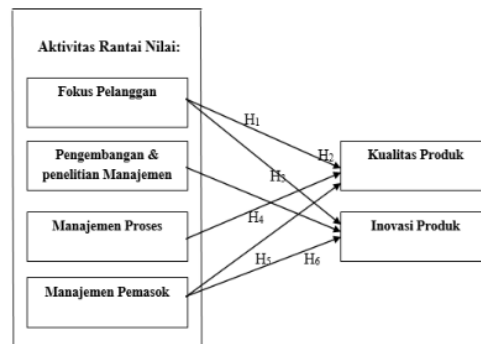 Aktivitas Rantai Nilai:
Fokus Pelanggan
H1
Pengembangan &
penelitian Manajemen
H2
Kualitas Produk
H3
Manajemen Proses
H4
Inovasi Produk
H5
H6
Manajemen Pemasok